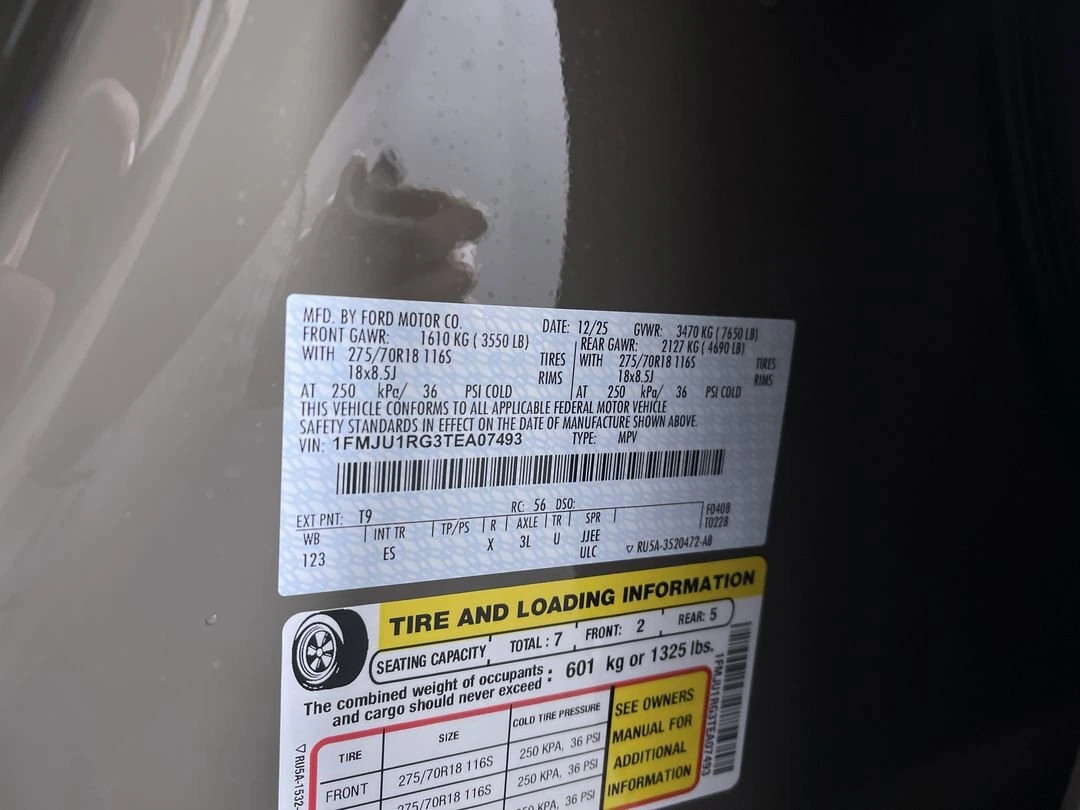 MFD. BY FORD MOTOR CO. DATE: 12/25 GVWR: 3470 KG ( 7650 LB)
FRONT GAWR: 1610 KG ( 3550 LB) REAR GAWR: 2127 KG ( 4690 LB)
WITH 275/70R18 116S TIRES WITH 275/70R18 116S TIRES
18x8.5J RIMS 18x8.5J RIMS
AT 250 kPa/ 36 PSI COLD AT 250 kPa/ 36 PSI COLD
THIS VEHICLE CONFORMS TO ALL APPLICABLE FEDERAL MOTOR VEHICLE
SAFETY STANDARDS IN EFFECT ON THE DATE OF MANUFACTURE SHOWN ABOVE.
VIN: 1FMJU1RG3TEA07493 TYPE: MPV
EXT PNT: T9 RC: 56 DSO: F0408
WB INT TR TP/PS R AXLE TR SPR T0228
123 ES X 3L U JJEE
ULC RU5A-3520472-AB
TIRE AND LOADING INFORMATION
SEATING CAPACITY TOTAL : 7 FRONT: 2 REAR: 5
The combined weight of occupants : 601 kg or 1325 lbs.
and cargo should never exceed
TIRE SIZE COLD TIRE PRESSURE
FRONT 275/70R18 116S 250 KPA, 36 PSI
275/70R18 116S 250 KPA, 36 PSI
SEE OWNERS
MANUAL FOR
ADDITIONAL
INFORMATION
1FMJU1RG3TEA07493
RU5A-1532-